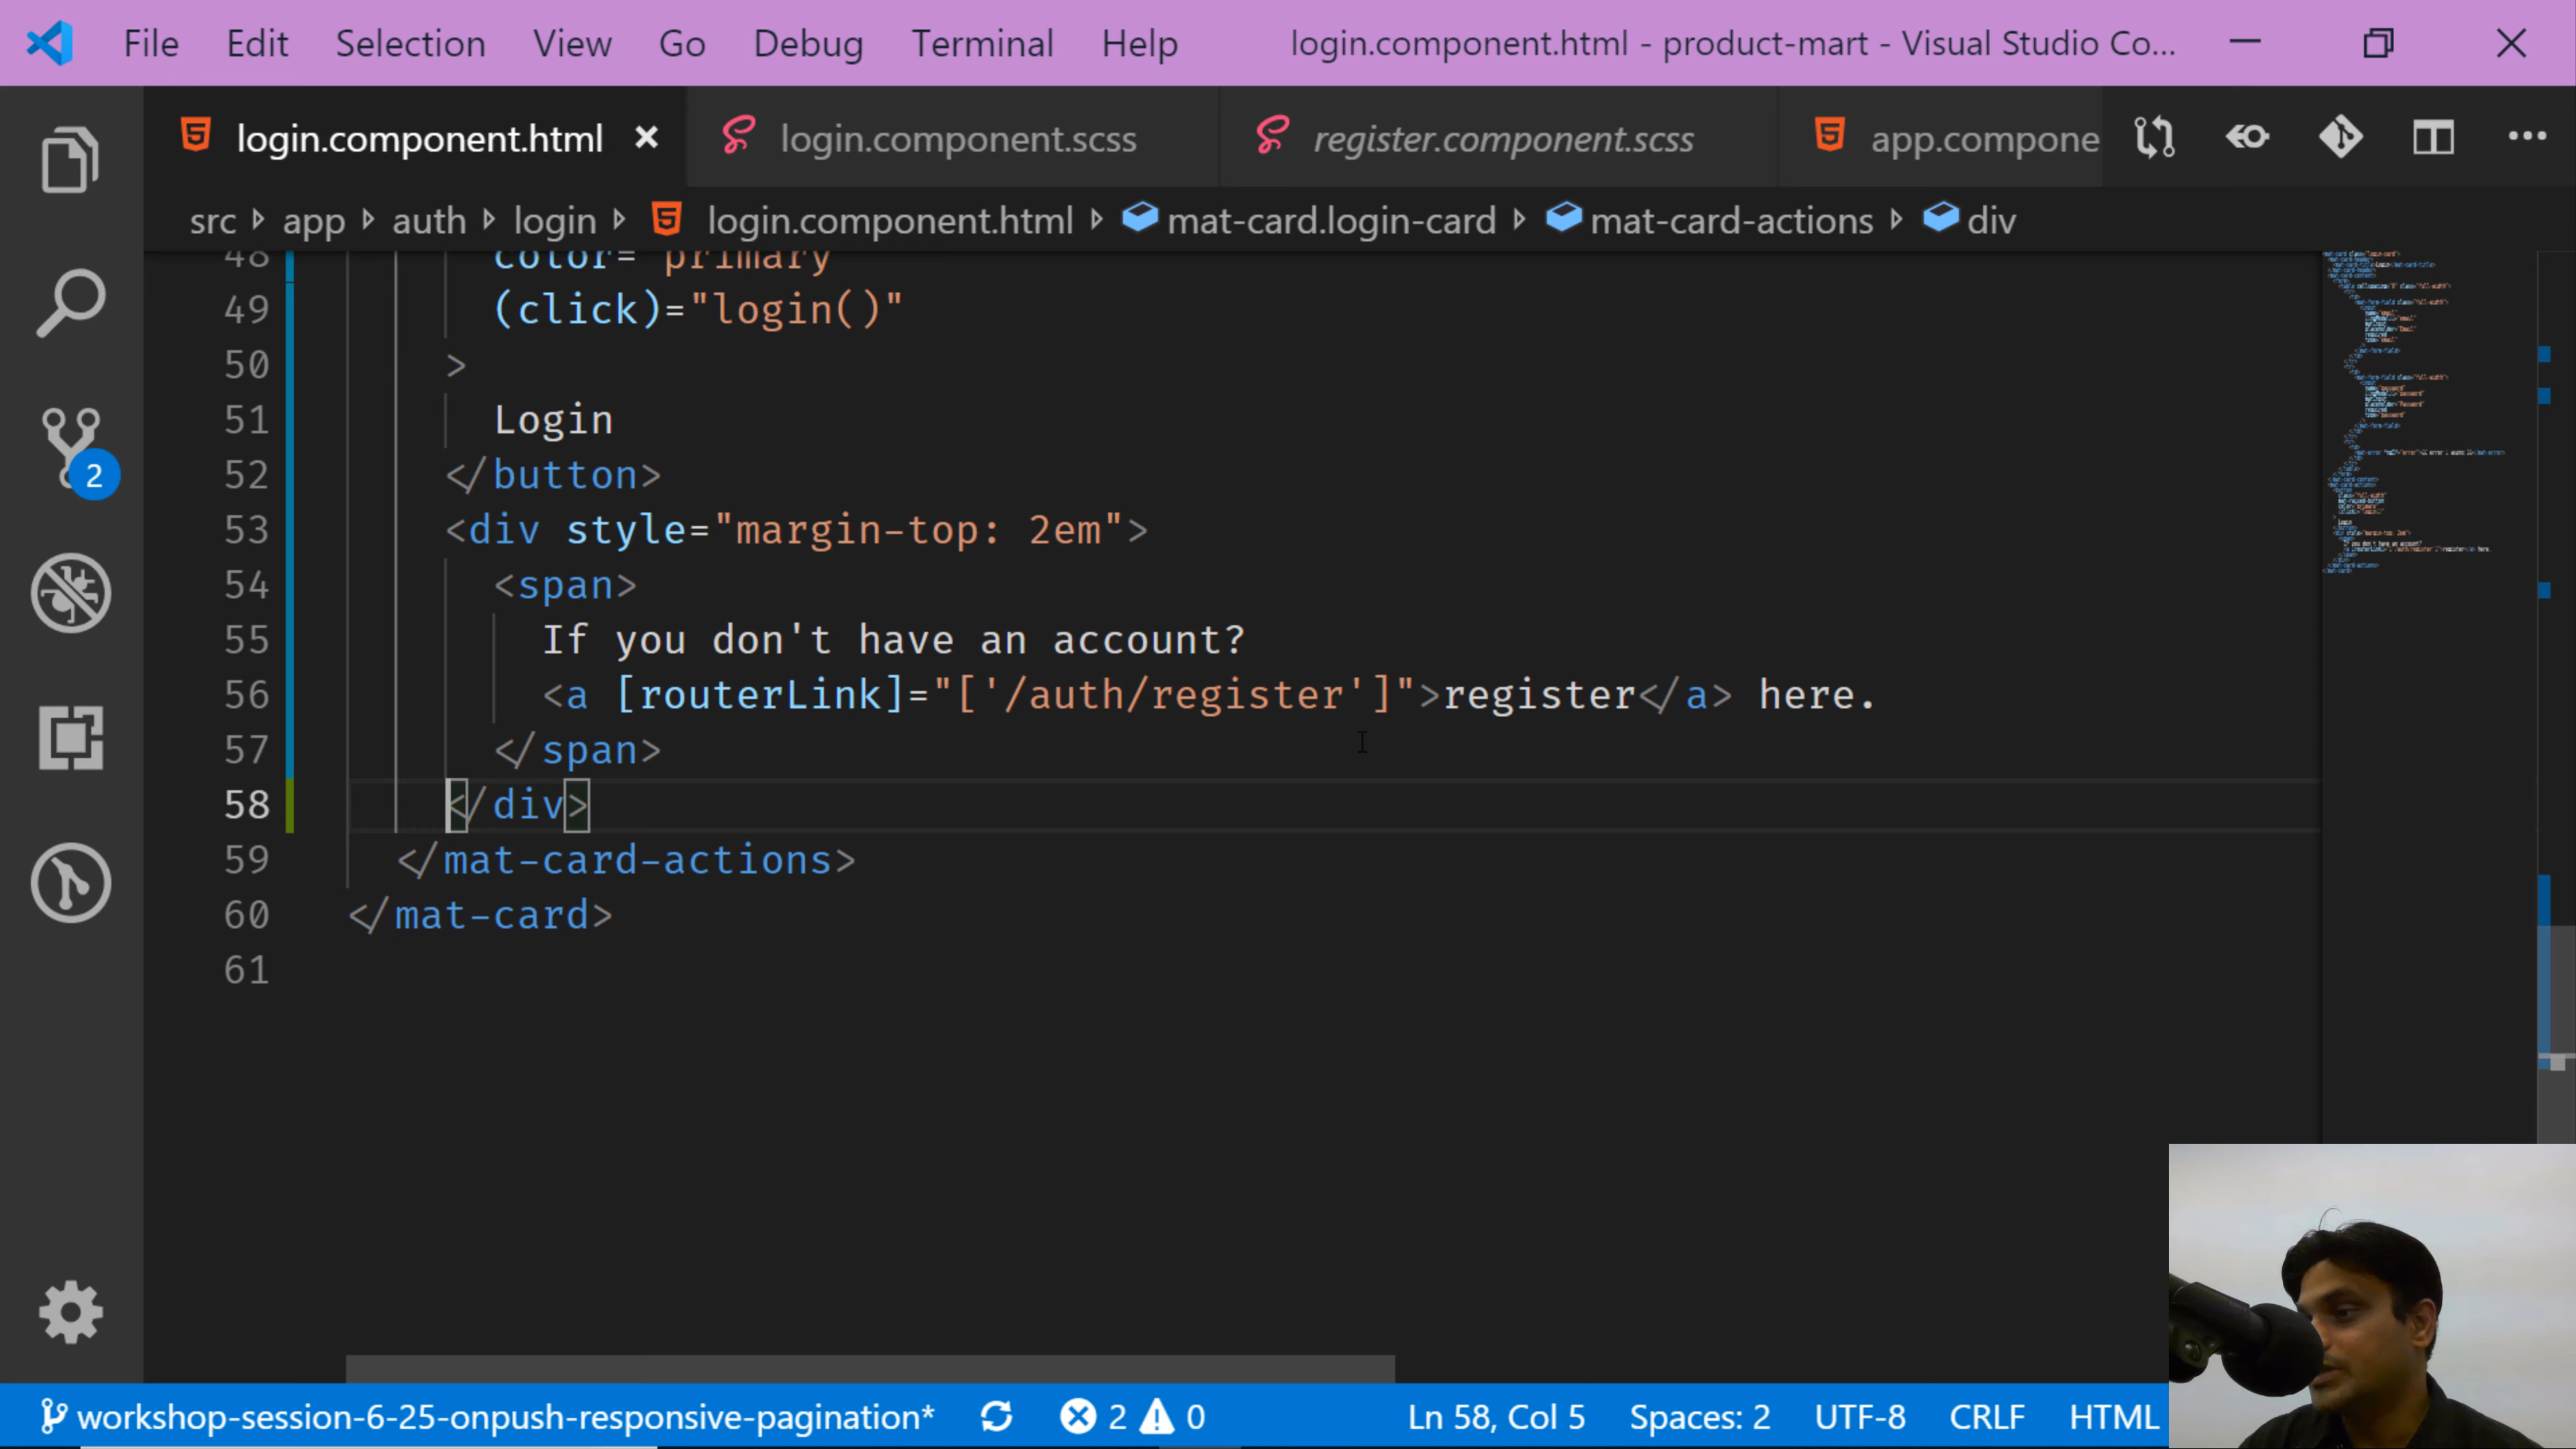 File Edit Selection View Go Debug Terminal Help login.component.html - product-mart - Visual Studio Co...
login.component.html login.component.scss register.component.scss app.compone
src app auth login login.component.html mat-card.login-card mat-card-actions div
48 color="primary"
49 (click)="login()"
50 >
51 Login
52 </button>
53 <div style="margin-top: 2em">
54 <span>
55 If you don't have an account?
56 <a [routerLink]="['/auth/register']">register</a> here.
57 </span>
58 </div>
59 </mat-card-actions>
60 </mat-card>
61
2
workshop-session-6-25-onpush-responsive-pagination* 2 0 Ln 58, Col 5 Spaces: 2 UTF-8 CRLF HTML